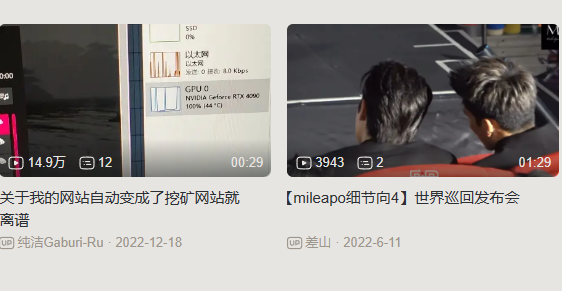 SSD
0%
以太网
以太网
发送: 0 接收: 8.0 Kbps
GPU 0
NVIDIA GeForce RTX 4090
100% (44 °C)
0:00
14.9万
12
00:29
关于我的网站自动变成了挖矿网站就
离谱
UP 纯洁Gaburi-Ru · 2022-12-18
M
3943
2
01:29
【mileapo细节向4】世界巡回发布会
UP 差山 · 2022-6-11